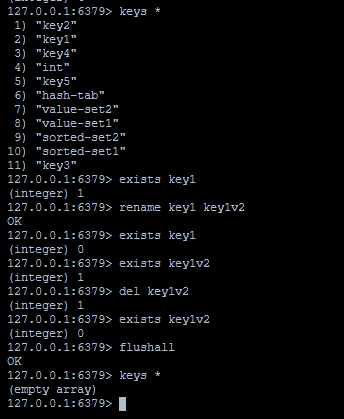 127.0.0.1:6379> keys *
1) "key2"
2) "key1"
3) "key4"
4) "int"
5) "key5"
6) "hash-tab"
7) "value-set2"
8) "value-set1"
9) "sorted-set2"
10) "sorted-set1"
11) "key3"
127.0.0.1:6379> exists key1
(integer) 1
127.0.0.1:6379> rename key1 key1v2
OK
127.0.0.1:6379> exists key1
(integer) 0
127.0.0.1:6379> exists key1v2
(integer) 1
127.0.0.1:6379> del key1v2
(integer) 1
127.0.0.1:6379> exists key1v2
(integer) 0
127.0.0.1:6379> flushall
OK
127.0.0.1:6379> keys *
(empty array)
127.0.0.1:6379>